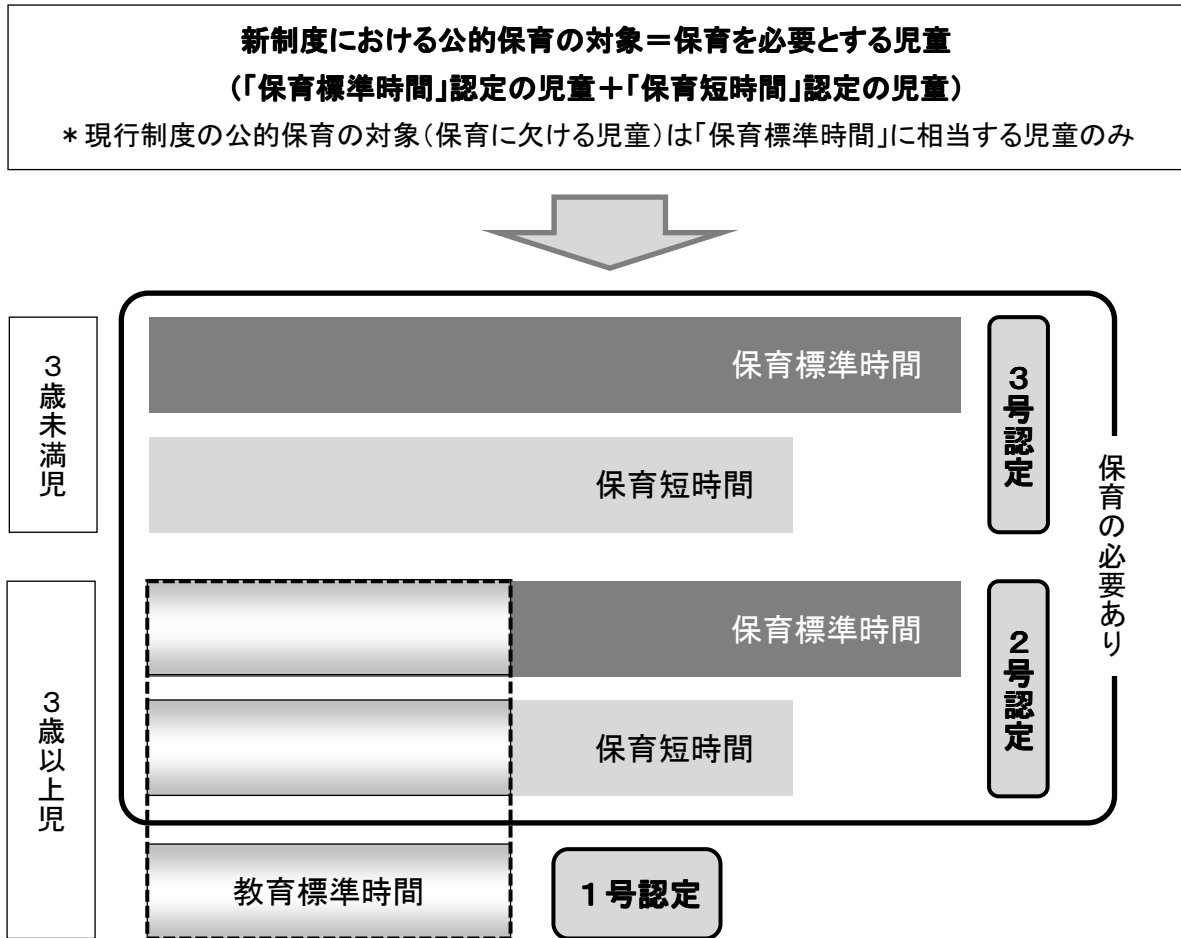 新制度における公的保育の対象＝保育を必要とする児童
(「保育標準時間」認定の児童＋「保育短時間」認定の児童)
＊現行制度の公的保育の対象(保育に欠ける児童)は「保育標準時間」に相当する児童のみ
３歳未満児
保育標準時間
保育短時間
３号認定
保育の必要あり
３歳以上児
保育標準時間
保育短時間
２号認定
教育標準時間
１号認定